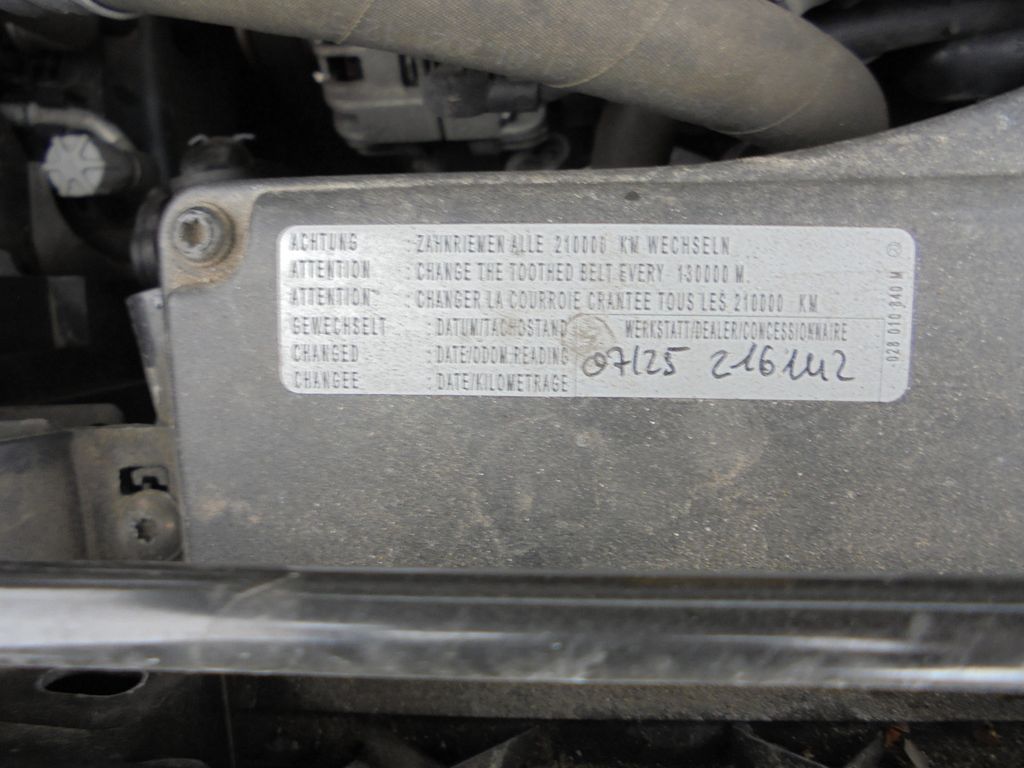 ACHTUNG : ZAHNRIEMEN ALLE 210000 KM WECHSELN
ATTENTION : CHANGE THE TOOTHED BELT EVERY 130000 M.
ATTENTION : CHANGER LA COURROIE CRANTEE TOUS LES 210000 KM
GEWECHSELT : DATUM/TACHOSTAND WERKSTATT/DEALER/CONCESSIONNAIRE
CHANGED : DATE/ODOM-READING 07/25 216142
CHANGEE : DATE/KILOMETRAGE
028 010 840 M